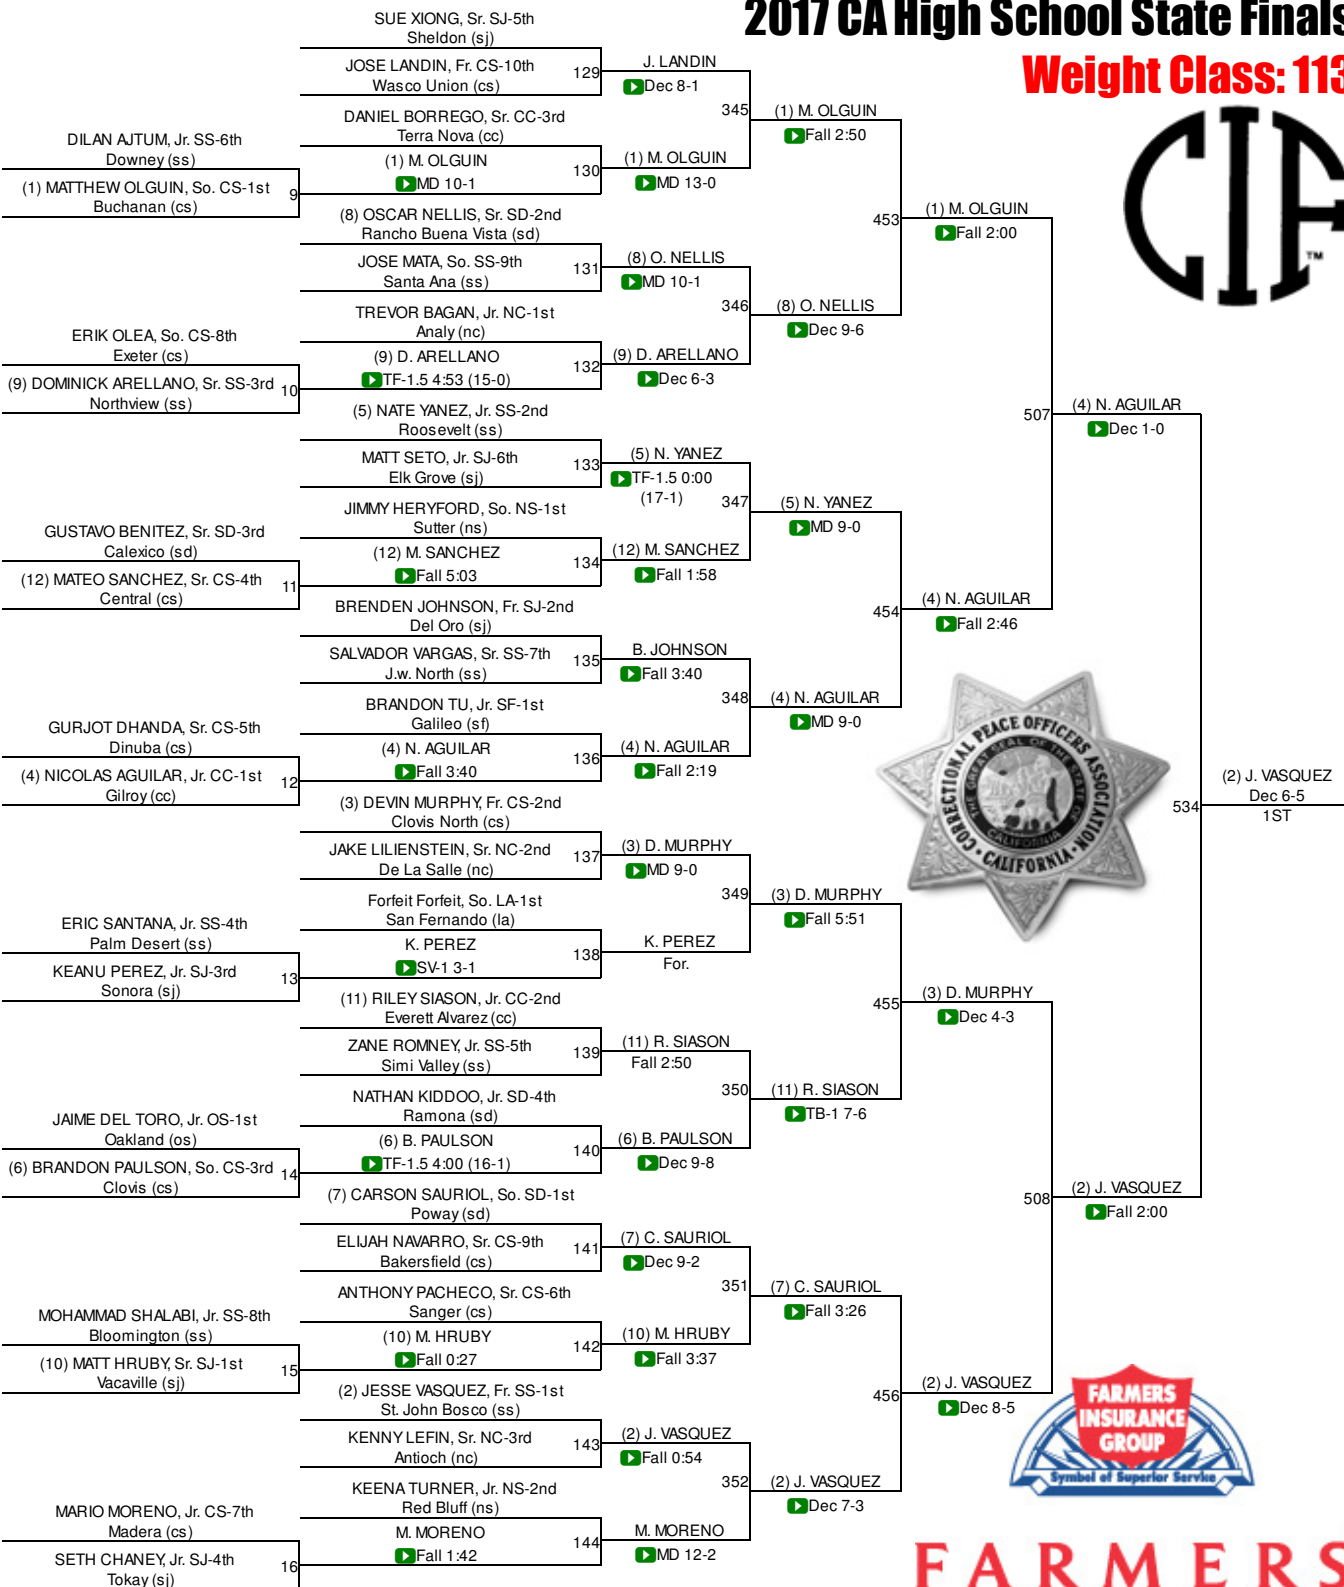 2017 CA High School State Finals
Weight Class: 113
CIF
TM
DILAN AJTUM, Jr. SS-6th
Downey (ss)
(1) MATTHEW OLGUIN, So. CS-1st
Buchanan (cs)
9
ERIK OLEA, So. CS-8th
Exeter (cs)
(9) DOMINICK ARELLANO, Sr. SS-3rd
Northview (ss)
10
GUSTAVO BENITEZ, Sr. SD-3rd
Calexico (sd)
(12) MATEO SANCHEZ, Sr. CS-4th
Central (cs)
11
GURJOT DHANDA, Sr. CS-5th
Dinuba (cs)
(4) NICOLAS AGUILAR, Jr. CC-1st
Gilroy (cc)
12
ERIC SANTANA, Jr. SS-4th
Palm Desert (ss)
KEANU PEREZ, Jr. SJ-3rd
Sonora (sj)
13
JAIME DEL TORO, Jr. OS-1st
Oakland (os)
(6) BRANDON PAULSON, So. CS-3rd
Clovis (cs)
14
MOHAMMAD SHALABI, Jr. SS-8th
Bloomington (ss)
(10) MATT HRUBY, Sr. SJ-1st
Vacaville (sj)
15
MARIO MORENO, Jr. CS-7th
Madera (cs)
SETH CHANEY, Jr. SJ-4th
Tokay (sj)
16
SUE XIONG, Sr. SJ-5th
Sheldon (sj)
JOSE LANDIN, Fr. CS-10th
Wasco Union (cs)
129
DANIEL BORREGO, Sr. CC-3rd
Terra Nova (cc)
(1) M. OLGUIN
MD 10-1
130
(8) OSCAR NELLIS, Sr. SD-2nd
Rancho Buena Vista (sd)
JOSE MATA, So. SS-9th
Santa Ana (ss)
131
TREVOR BAGAN, Jr. NC-1st
Analy (nc)
(9) D. ARELLANO
TF-1.5 4:53 (15-0)
132
(5) NATE YANEZ, Jr. SS-2nd
Roosevelt (ss)
MATT SETO, Jr. SJ-6th
Elk Grove (sj)
133
JIMMY HERYFORD, So. NS-1st
Sutter (ns)
(12) M. SANCHEZ
Fall 5:03
134
BRENDEN JOHNSON, Fr. SJ-2nd
Del Oro (sj)
SALVADOR VARGAS, Sr. SS-7th
J.w. North (ss)
135
BRANDON TU, Jr. SF-1st
Galileo (sf)
(4) N. AGUILAR
Fall 3:40
136
(3) DEVIN MURPHY, Fr. CS-2nd
Clovis North (cs)
JAKE LILIENSTEIN, Sr. NC-2nd
De La Salle (nc)
137
Forfeit Forfeit, So. LA-1st
San Fernando (la)
K. PEREZ
SV-1 3-1
138
(11) RILEY SIASON, Jr. CC-2nd
Everett Alvarez (cc)
ZANE ROMNEY, Jr. SS-5th
Simi Valley (ss)
139
NATHAN KIDDOO, Jr. SD-4th
Ramona (sd)
(6) B. PAULSON
TF-1.5 4:00 (16-1)
140
(7) CARSON SAURIOL, So. SD-1st
Poway (sd)
ELIJAH NAVARRO, Sr. CS-9th
Bakersfield (cs)
141
ANTHONY PACHECO, Sr. CS-6th
Sanger (cs)
(10) M. HRUBY
Fall 0:27
142
(2) JESSE VASQUEZ, Fr. SS-1st
St. John Bosco (ss)
KENNY LEFIN, Sr. NC-3rd
Antioch (nc)
143
KEENA TURNER, Jr. NS-2nd
Red Bluff (ns)
M. MORENO
Fall 1:42
144
J. LANDIN
Dec 8-1
345
(1) M. OLGUIN
MD 13-0
(8) O. NELLIS
MD 10-1
346
(9) D. ARELLANO
Dec 6-3
(5) N. YANEZ
TF-1.5 0:00
(17-1)
347
(12) M. SANCHEZ
Fall 1:58
B. JOHNSON
Fall 3:40
348
(4) N. AGUILAR
Fall 2:19
(3) D. MURPHY
MD 9-0
349
K. PEREZ
For.
(11) R. SIASON
Fall 2:50
350
(6) B. PAULSON
Dec 9-8
(7) C. SAURIOL
Dec 9-2
351
(10) M. HRUBY
Fall 3:37
(2) J. VASQUEZ
Fall 0:54
352
M. MORENO
MD 12-2
(1) M. OLGUIN
Fall 2:50
453
(8) O. NELLIS
Dec 9-6
(5) N. YANEZ
MD 9-0
454
(4) N. AGUILAR
MD 9-0
(3) D. MURPHY
Fall 5:51
455
(11) R. SIASON
TB-1 7-6
(7) C. SAURIOL
Fall 3:26
456
(2) J. VASQUEZ
Dec 7-3
(1) M. OLGUIN
Fall 2:00
507
(4) N. AGUILAR
Fall 2:46
(3) D. MURPHY
Dec 4-3
508
(2) J. VASQUEZ
Dec 8-5
(4) N. AGUILAR
Dec 1-0
534
(2) J. VASQUEZ
Fall 2:00
(2) J. VASQUEZ
Dec 6-5
1ST
CORRECTIONAL PEACE OFFICERS ASSOCIATION
CALIFORNIA
THE GREAT SEAL OF THE STATE OF
CALIFORNIA
FARMERS
INSURANCE
GROUP
Symbol of Superior Service
FARMERS